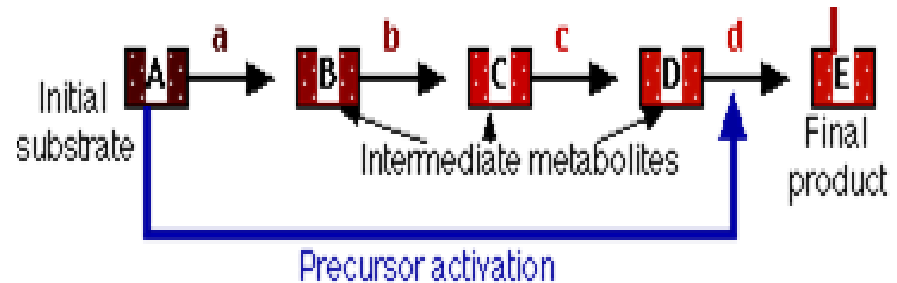 a b c d
A B C D E
Initial
substrate
Intermediate metabolites
Final
product
Precursor activation